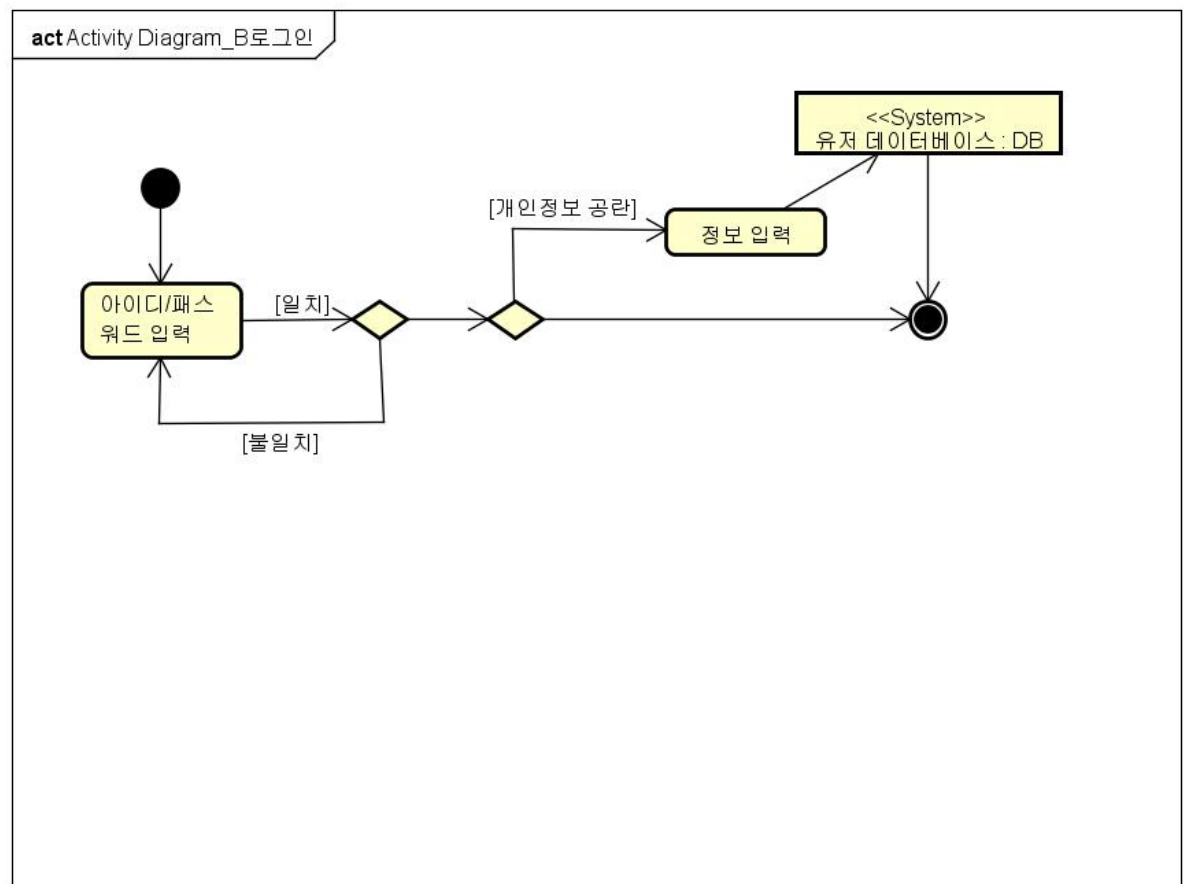 act Activity Diagram_B로그인
<<System>>
유저 데이터베이스 : DB
[개인정보 공란]
정보 입력
아이디/패스
워드 입력
[일치]
[불일치]